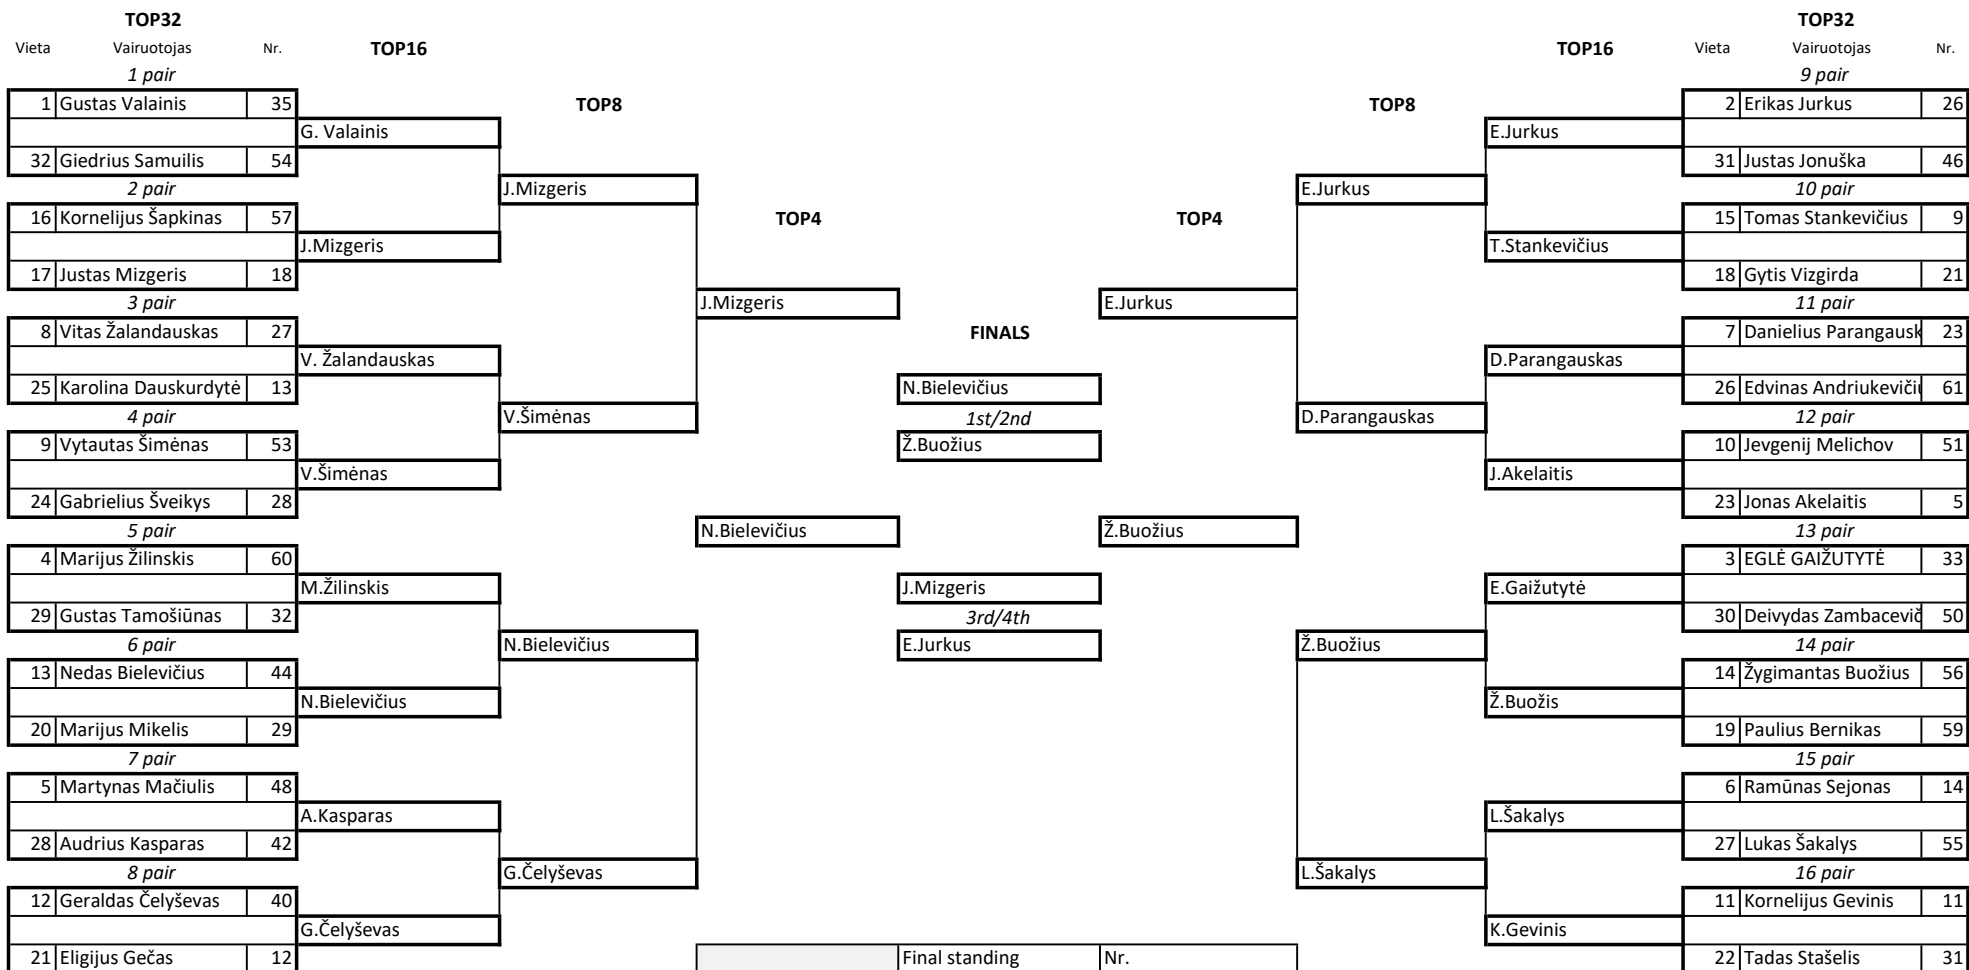 TOP32 TOP32
Vieta Vairuotojas Nr. TOP16 TOP16 Vieta Vairuotojas Nr.
1 pair 9 pair
1 Gustas Valainis 35 TOP8 TOP8 2 Erikas Jurkus 26
G. Valainis E.Jurkus
32 Giedrius Samuilis 54 31 Justas Jonuška 46
2 pair J.Mizgeris E.Jurkus 10 pair
16 Kornelijus Šapkinas 57 TOP4 TOP4 15 Tomas Stankevičius 9
J.Mizgeris T.Stankevičius
17 Justas Mizgeris 18 18 Gytis Vizgirda 21
3 pair J.Mizgeris E.Jurkus 11 pair
8 Vitas Žalandauskas 27 FINALS 7 Danielius Parangausk 23
V. Žalandauskas D.Parangauskas
25 Karolina Dauskurdytė 13 N.Bielevičius 26 Edvinas Andriukevičiu 61
4 pair V.Šimėnas 1st/2nd D.Parangauskas 12 pair
9 Vytautas Šimėnas 53 Ž.Buožius 10 Jevgenij Melichov 51
V.Šimėnas J.Akelaitis
24 Gabrielius Šveikys 28 23 Jonas Akelaitis 5
5 pair N.Bielevičius Ž.Buožius 13 pair
4 Marijus Žilinskis 60 3 EGLĖ GAIŽUTYTĖ 33
M.Žilinskis J.Mizgeris E.Gaižutytė
29 Gustas Tamošiūnas 32 3rd/4th 30 Deivydas Zambacevič 50
6 pair N.Bielevičius E.Jurkus Ž.Buožius 14 pair
13 Nedas Bielevičius 44 14 Žygimantas Buožius 56
N.Bielevičius Ž.Buožis
20 Marijus Mikelis 29 19 Paulius Bernikas 59
7 pair 15 pair
5 Martynas Mačiulis 48 6 Ramūnas Sejonas 14
A.Kasparas L.Šakalys
28 Audrius Kasparas 42 27 Lukas Šakalys 55
8 pair G.Čelyševas L.Šakalys 16 pair
12 Geraldas Čelyševas 40 11 Kornelijus Gevinis 11
G.Čelyševas K.Gevinis
21 Eligijus Gečas 12 Final standing Nr. 22 Tadas Stašelis 31